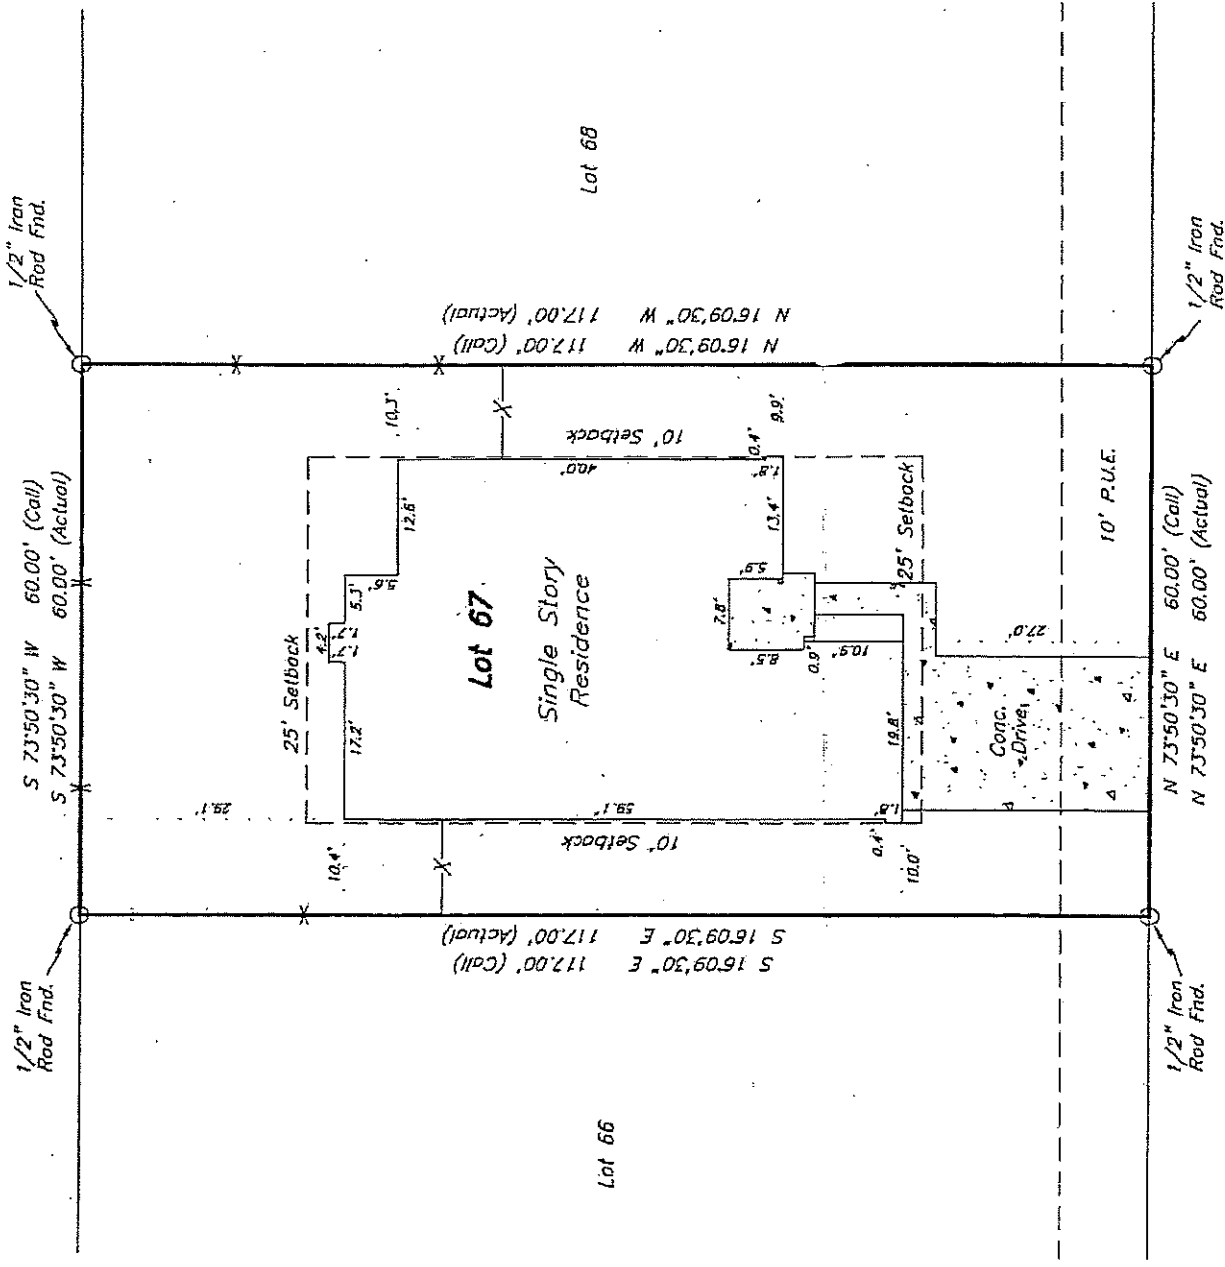 1/2" Iron
Rod Fnd.
1/2" Iron
Rod Fnd.
S 73°50'30" W 60.00' (Call)
S 73°50'30" W 60.00' (Actual)
Lot 68
N 16°09'30" W 117.00' (Actual)
N 16°09'30" W 117.00' (Call)
10.3'
10' Setback
9.9'
0.4'
40.0'
1.8'
12.6'
13.4'
25' Setback
10' P.U.E.
5.6'
5.3'
5.9'
4.2'
1.7'
1.7'
7.8'
Lot 67
Single Story
Residence
8.5'
0.9'
10.9'
27.0'
25' Setback
17.2'
19.8'
Conc.
Drive
29.1'
59.1'
1.8'
10.4'
10' Setback
0.4'
10.0'
S 16°09'30" E 117.00' (Actual)
S 16°09'30" E 117.00' (Call)
N 73°50'30" E 60.00' (Call)
N 73°50'30" E 60.00' (Actual)
1/2" Iron
Rod Fnd.
1/2" Iron
Rod Fnd.
Lot 66